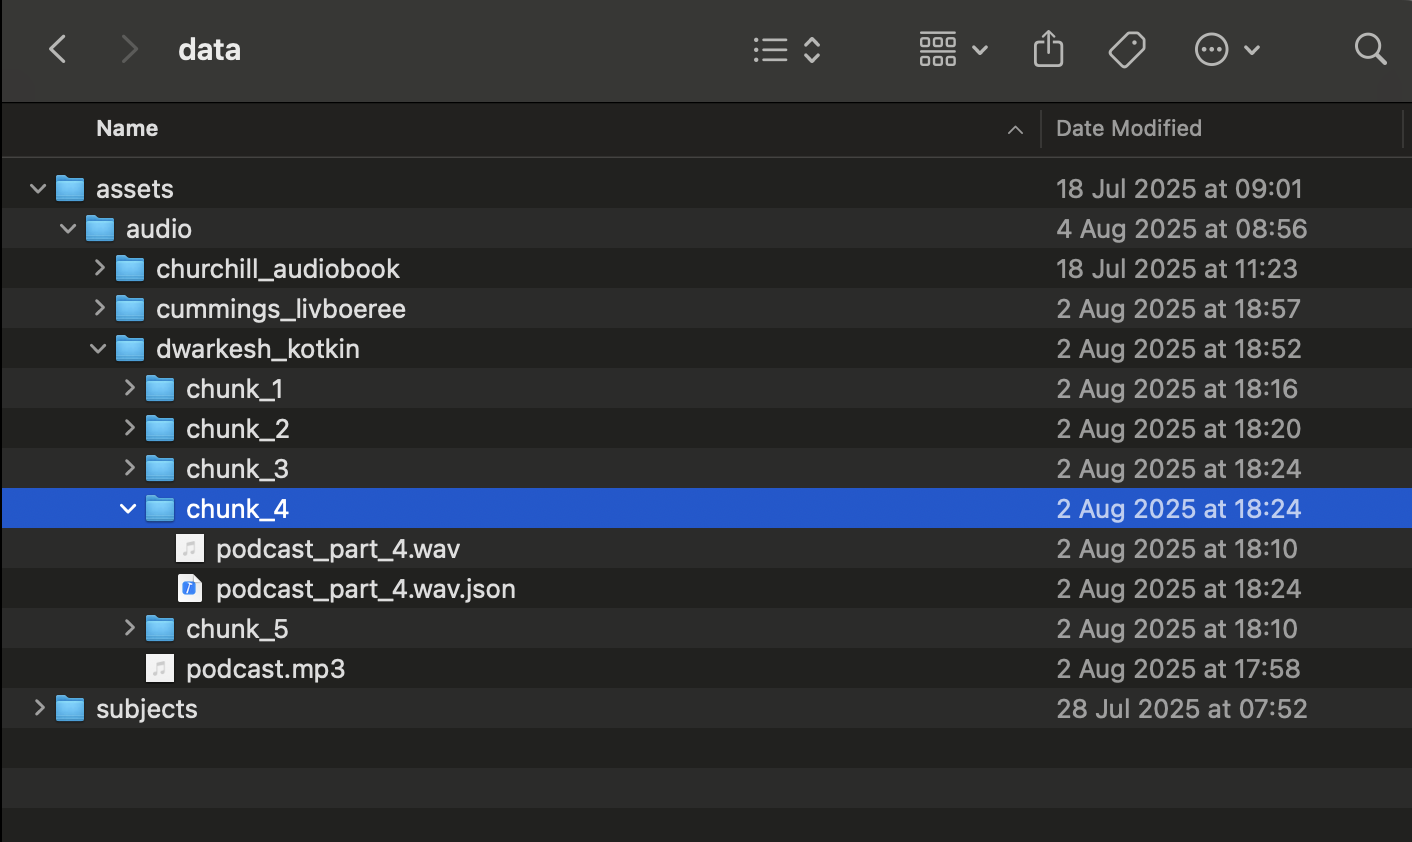 data
Name Date Modified
assets 18 Jul 2025 at 09:01
audio 4 Aug 2025 at 08:56
churchill_audiobook 18 Jul 2025 at 11:23
cummings_livboeree 2 Aug 2025 at 18:57
dwarkesh_kotkin 2 Aug 2025 at 18:52
chunk_1 2 Aug 2025 at 18:16
chunk_2 2 Aug 2025 at 18:20
chunk_3 2 Aug 2025 at 18:24
chunk_4 2 Aug 2025 at 18:24
podcast_part_4.wav 2 Aug 2025 at 18:10
podcast_part_4.wav.json 2 Aug 2025 at 18:24
chunk_5 2 Aug 2025 at 18:10
podcast.mp3 2 Aug 2025 at 17:58
subjects 28 Jul 2025 at 07:52